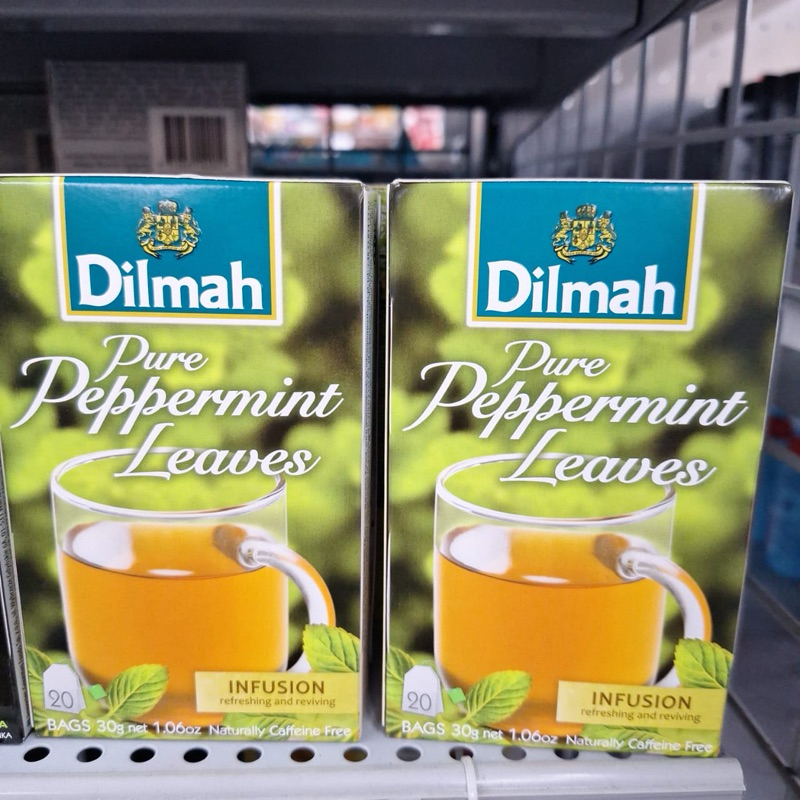 Dilmah
Pure
Peppermint
Leaves
INFUSION
refreshing and reviving
20
BAGS 30g net 1.06oz Naturally Caffeine Free
Dilmah
Pure
Peppermint
Leaves
INFUSION
refreshing and reviving
20
BAGS 30g net 1.06oz Naturally Caffeine Free